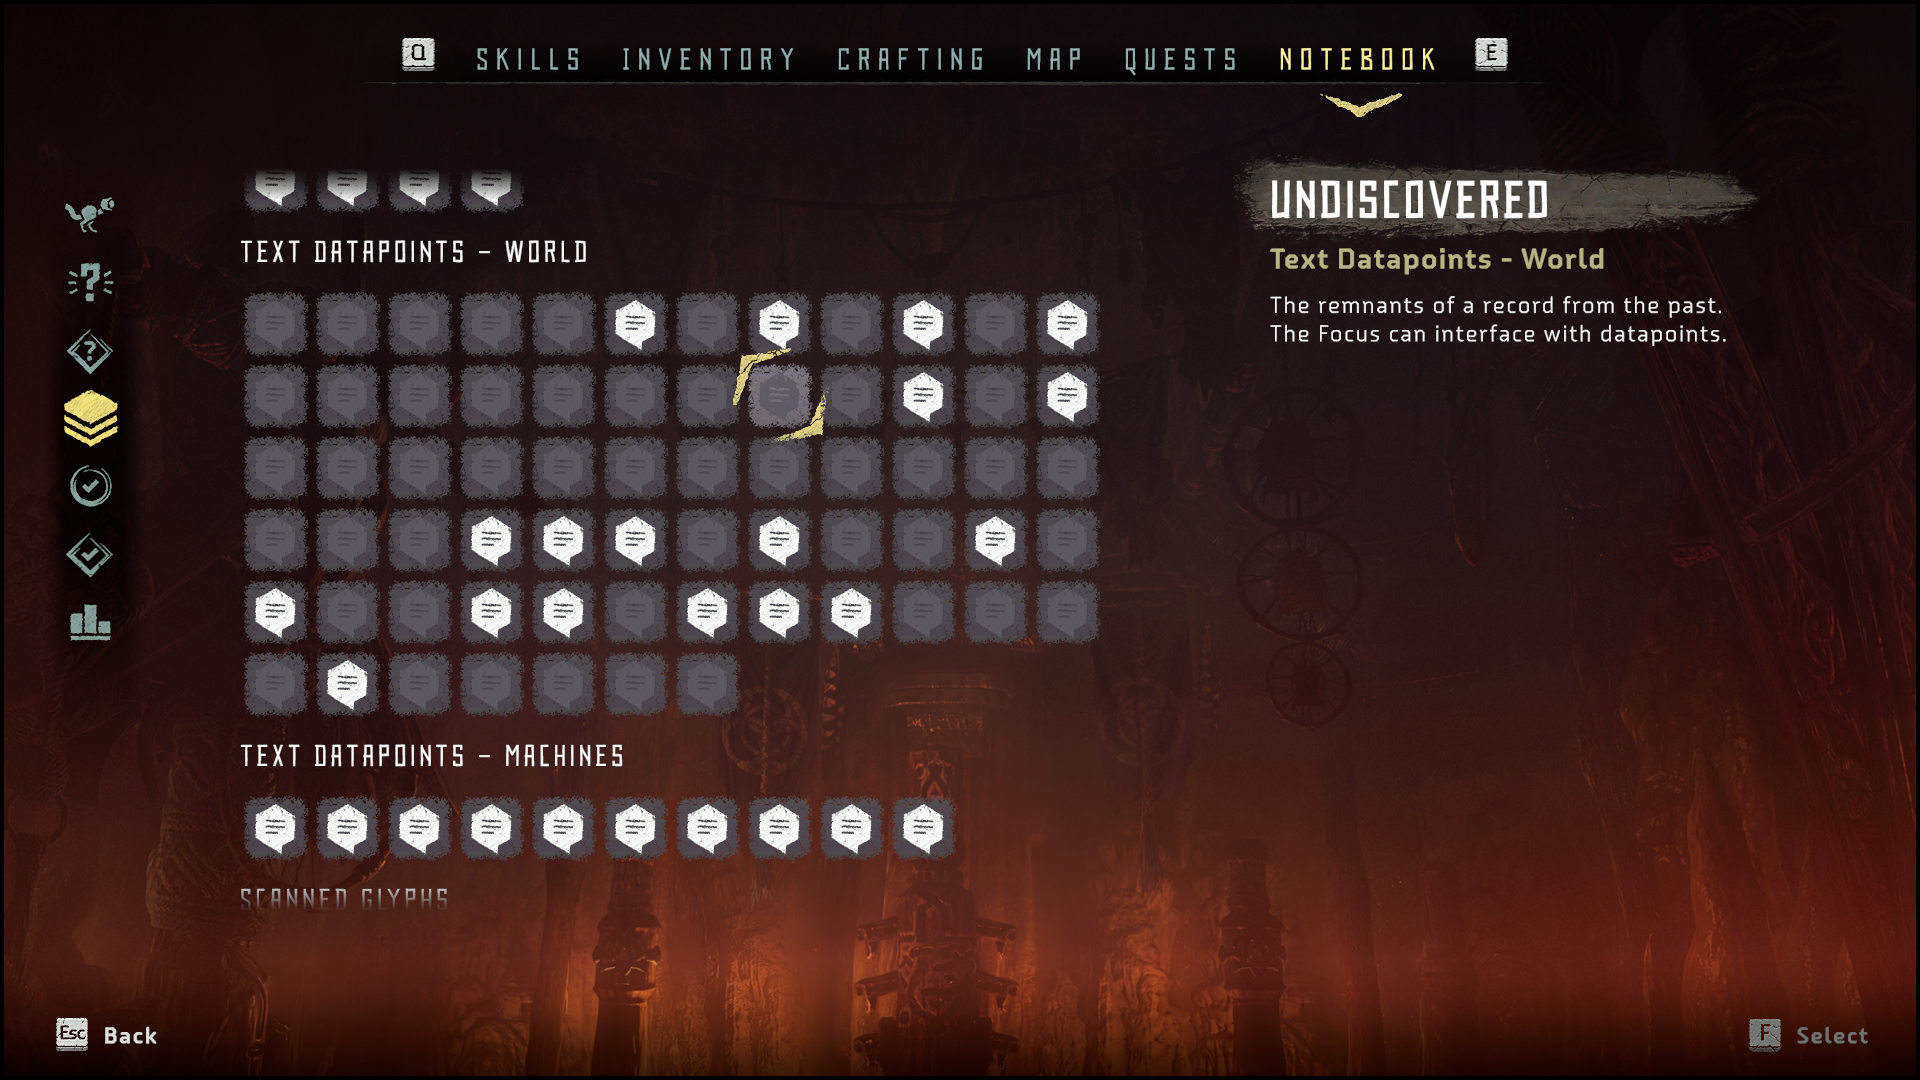 Q SKILLS INVENTORY CRAFTING MAP QUESTS NOTEBOOK E
TEXT DATAPOINTS – WORLD
TEXT DATAPOINTS – MACHINES
SCANNED GLYPHS
UNDISCOVERED
Text Datapoints - World
The remnants of a record from the past.
The Focus can interface with datapoints.
Esc Back
F Select